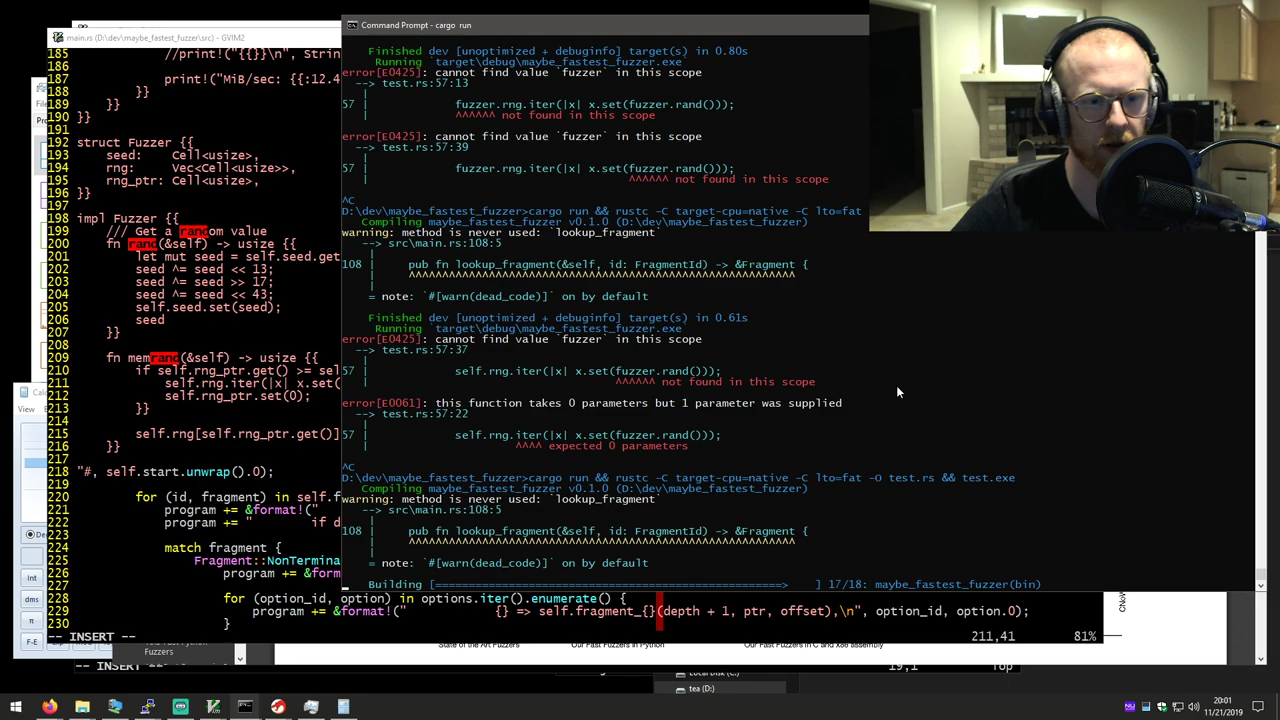 Command Prompt - cargo  run
main.rs (D:\dev\maybe_fastest_fuzzer\src) - GVIM2
185             //print!("{{}}\n", Strin
186
187             print!("MiB/sec: {{:12.4
188         }}
189     }}
190 }}
191
192 struct Fuzzer {{
193     seed:    Cell<usize>,
194     rng:     Vec<Cell<usize>>,
195     rng_ptr: Cell<usize>,
196 }}
197
198 impl Fuzzer {{
199     /// Get a random value
200     fn rand(&self) -> usize {{
201         let mut seed = self.seed.get
202         seed ^= seed << 13;
203         seed ^= seed >> 17;
204         seed ^= seed << 43;
205         self.seed.set(seed);
206         seed
207     }}
208
209     fn memrand(&self) -> usize {{
210         if self.rng_ptr.get() >= sel
211             self.rng.iter(|x| x.set(
212             self.rng_ptr.set(0);
213         }}
214
215         self.rng[self.rng_ptr.get()]
216     }}
217
218 "#, self.start.unwrap().0);
219
220         for (id, fragment) in self.f
221             program += &format!("
222             program += "        if d
223
224             match fragment {
225                 Fragment::NonTermina
226                     program += &form
227
228                     for (option_id, option) in options.iter().enumerate() {
229                         program += &format!("            {} => self.fragment_{}(depth + 1, ptr, offset),\n", option_id, option.0);
230                     }
-- INSERT --
211,41
81%
Finished dev [unoptimized + debuginfo] target(s) in 0.80s
Running `target\debug\maybe_fastest_fuzzer.exe`
error[E0425]: cannot find value `fuzzer` in this scope
--> test.rs:57:13
|
57 |             fuzzer.rng.iter(|x| x.set(fuzzer.rand()));
|             ^^^^^^ not found in this scope
error[E0425]: cannot find value `fuzzer` in this scope
--> test.rs:57:39
|
57 |             fuzzer.rng.iter(|x| x.set(fuzzer.rand()));
|                                       ^^^^^^ not found in this scope
^C
D:\dev\maybe_fastest_fuzzer>cargo run && rustc -C target-cpu=native -C lto=fat
Compiling maybe_fastest_fuzzer v0.1.0 (D:\dev\maybe_fastest_fuzzer)
warning: method is never used: `lookup_fragment`
--> src\main.rs:108:5
|
108 |     pub fn lookup_fragment(&self, id: FragmentId) -> &Fragment {
|     ^^^^^^^^^^^^^^^^^^^^^^^^^^^^^^^^^^^^^^^^^^^^^^^^^^^^^^
|
= note: `#[warn(dead_code)]` on by default
Finished dev [unoptimized + debuginfo] target(s) in 0.61s
Running `target\debug\maybe_fastest_fuzzer.exe`
error[E0425]: cannot find value `fuzzer` in this scope
--> test.rs:57:37
|
57 |             self.rng.iter(|x| x.set(fuzzer.rand()));
|                                     ^^^^^^ not found in this scope
error[E0061]: this function takes 0 parameters but 1 parameter was supplied
--> test.rs:57:22
|
57 |             self.rng.iter(|x| x.set(fuzzer.rand()));
|                      ^^^^ expected 0 parameters
^C
D:\dev\maybe_fastest_fuzzer>cargo run && rustc -C target-cpu=native -C lto=fat -O test.rs && test.exe
Compiling maybe_fastest_fuzzer v0.1.0 (D:\dev\maybe_fastest_fuzzer)
warning: method is never used: `lookup_fragment`
--> src\main.rs:108:5
|
108 |     pub fn lookup_fragment(&self, id: FragmentId) -> &Fragment {
|     ^^^^^^^^^^^^^^^^^^^^^^^^^^^^^^^^^^^^^^^^^^^^^^^^^^^^^^
|
= note: `#[warn(dead_code)]` on by default
Building [=====================================================>    ] 17/18: maybe_fastest_fuzzer(bin)
View
Int
dms
π
F-E
Fuzzers
State of the Art Fuzzers
Our Fast Fuzzers in Python
Our Fast Fuzzers in C and X86 assembly
-- INSERT --
19,1
Top
Local Disk (C:)
tea (D:)
20:01
11/21/2019